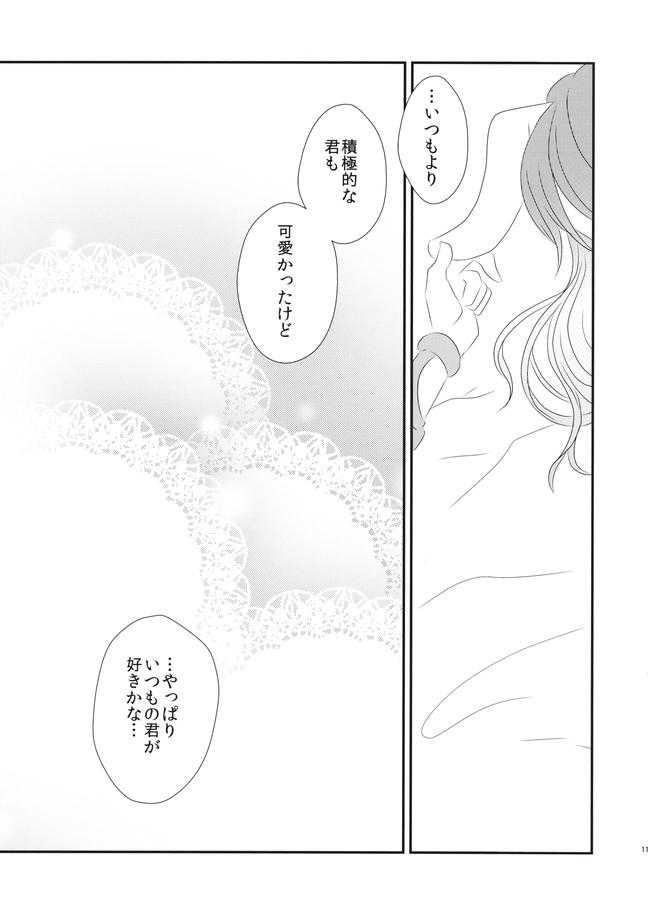 …いつもより
積極的な
君も
可愛かったけど
…やっぱり
いつもの君が
好きかな…
11